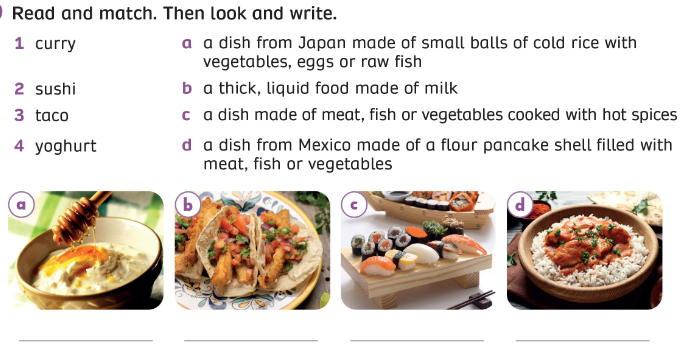 Read and match. Then look and write.
1 curry
a a dish from Japan made of small balls of cold rice with
vegetables, eggs or raw fish
2 sushi
b a thick, liquid food made of milk
3 taco
c a dish made of meat, fish or vegetables cooked with hot spices
4 yoghurt
d a dish from Mexico made of a flour pancake shell filled with
meat, fish or vegetables
a
b
c
d